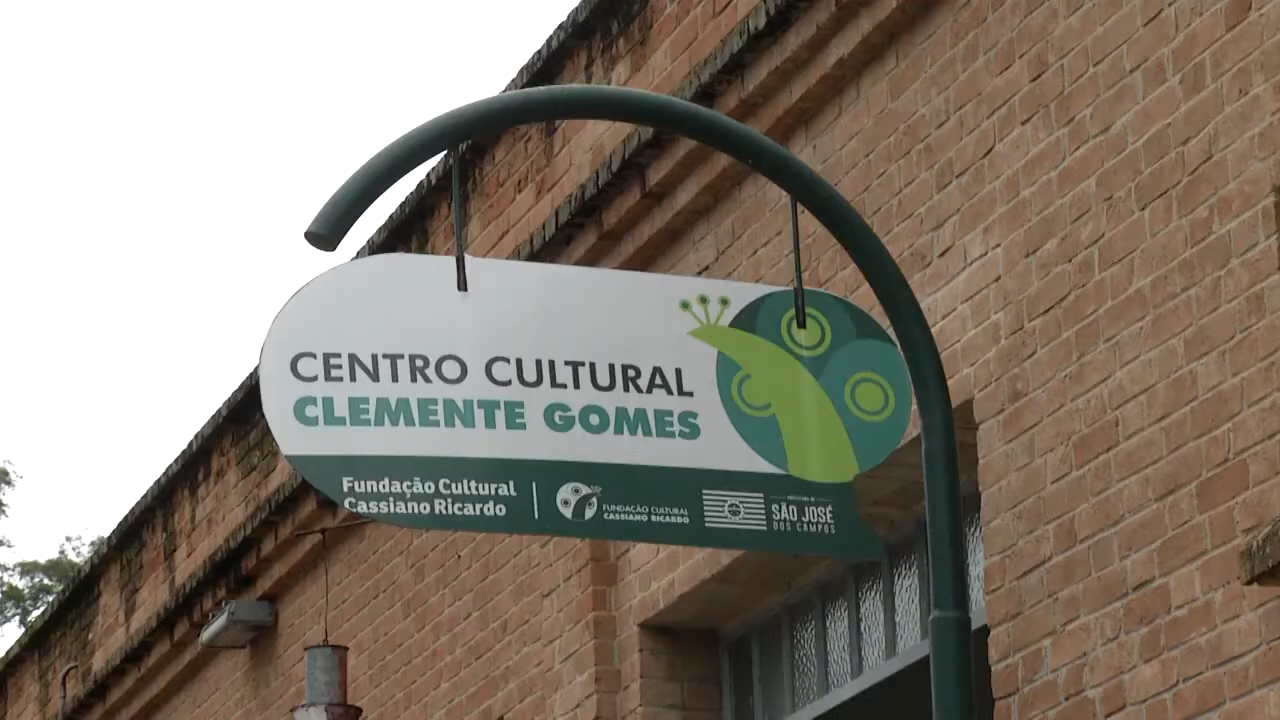 CENTRO CULTURAL
CLEMENTE GOMES
Fundação Cultural
Cassiano Ricardo
FUNDAÇÃO CULTURAL
CASSIANO RICARDO
PREFEITURA DE
SÃO JOSÉ
DOS CAMPOS